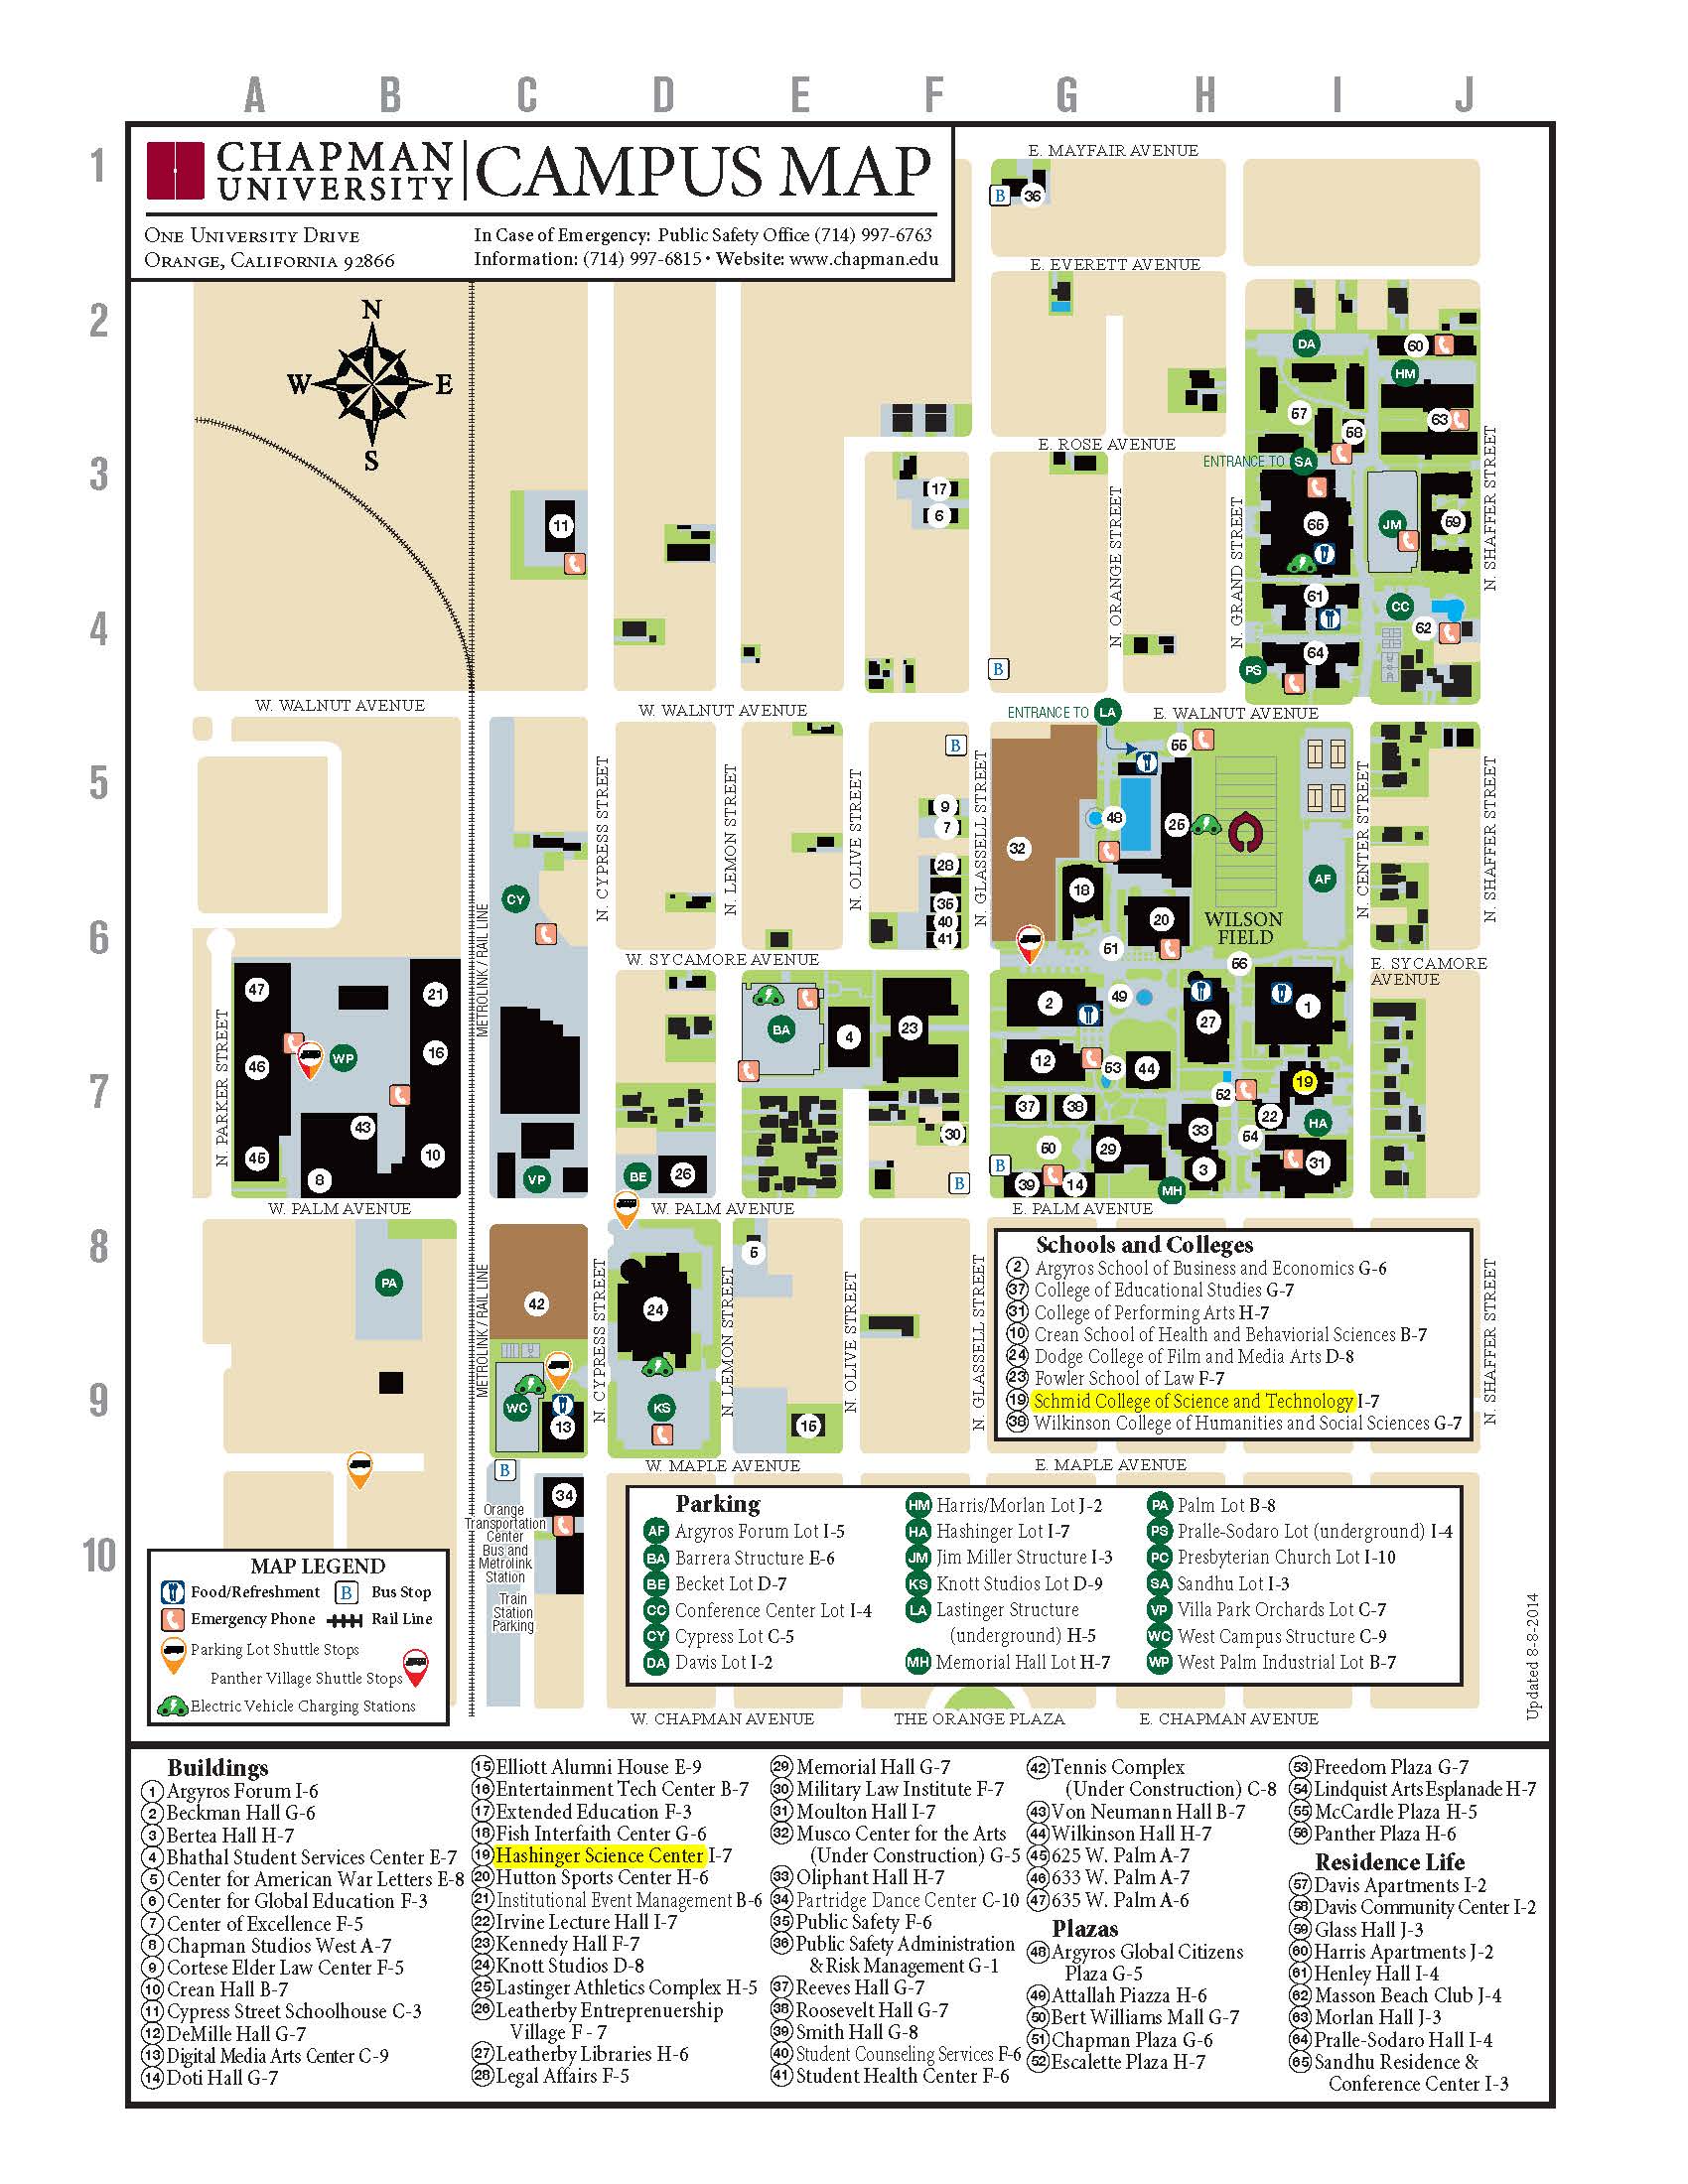 A B C D E F G H I J
1
2
3
4
5
6
7
8
9
10
CHAPMAN
UNIVERSITY
CAMPUS MAP
ONE UNIVERSITY DRIVE
ORANGE, CALIFORNIA 92866
In Case of Emergency: Public Safety Office (714) 997-6763
Information: (714) 997-6815 • Website: www.chapman.edu
N
W E
S
E. MAYFAIR AVENUE
B 36
E. EVERETT AVENUE
DA 60
HM
57 63
58
E. ROSE AVENUE
ENTRANCE TO SA
17
6
11
65 JM 59
61 CC
62
64
PS
B
N. ORANGE STREET
N. GRAND STREET
N. SHAFFER STREET
W. WALNUT AVENUE
W. WALNUT AVENUE
ENTRANCE TO LA
E. WALNUT AVENUE
B
55
9
7
48 25
32
28
18
AF
CY
35
40
41
20
WILSON
FIELD
51
56
N. CYPRESS STREET
N. LEMON STREET
N. OLIVE STREET
N. GLASSELL STREET
N. CENTER STREET
N. SHAFFER STREET
METROLINK / RAIL LINE
W. SYCAMORE AVENUE
E. SYCAMORE
AVENUE
47 21
2 49
27 1
BA 4 23
46 WP 16
12 53 44
19
52
37 38 22 HA
43
30
33 54
50 29
45 10
8
VP
BE 26
B
B
39 14 3 31
MH
N. PARKER STREET
W. PALM AVENUE
W. PALM AVENUE
E. PALM AVENUE
PA
42
24
5
WC
13
KS
15
METROLINK / RAIL LINE
N. CYPRESS STREET
N. LEMON STREET
N. OLIVE STREET
N. GLASSELL STREET
N. SHAFFER STREET
Schools and Colleges
2 Argyros School of Business and Economics G-6
37 College of Educational Studies G-7
31 College of Performing Arts H-7
10 Crean School of Health and Behaviorial Sciences B-7
24 Dodge College of Film and Media Arts D-8
23 Fowler School of Law F-7
19 Schmid College of Science and Technology I-7
38 Wilkinson College of Humanities and Social Sciences G-7
W. MAPLE AVENUE
E. MAPLE AVENUE
B
34
Orange
Transportation
Center
Bus and
Metrolink
Station
Train
Station
Parking
Parking
AF Argyros Forum Lot I-5
BA Barrera Structure E-6
BE Becket Lot D-7
CC Conference Center Lot I-4
CY Cypress Lot C-5
DA Davis Lot I-2
HM Harris/Morlan Lot J-2
HA Hashinger Lot I-7
JM Jim Miller Structure I-3
KS Knott Studios Lot D-9
LA Lastinger Structure
(underground) H-5
MH Memorial Hall Lot H-7
PA Palm Lot B-8
PS Pralle-Sodaro Lot (underground) I-4
PC Presbyterian Church Lot I-10
SA Sandhu Lot I-3
VP Villa Park Orchards Lot C-7
WC West Campus Structure C-9
WP West Palm Industrial Lot B-7
MAP LEGEND
Food/Refreshment B Bus Stop
Emergency Phone Rail Line
Parking Lot Shuttle Stops
Panther Village Shuttle Stops
Electric Vehicle Charging Stations
W. CHAPMAN AVENUE
THE ORANGE PLAZA
E. CHAPMAN AVENUE
Updated 8-8-2014
Buildings
1 Argyros Forum I-6
2 Beckman Hall G-6
3 Bertea Hall H-7
4 Bhathal Student Services Center E-7
5 Center for American War Letters E-8
6 Center for Global Education F-3
7 Center of Excellence F-5
8 Chapman Studios West A-7
9 Cortese Elder Law Center F-5
10 Crean Hall B-7
11 Cypress Street Schoolhouse C-3
12 DeMille Hall G-7
13 Digital Media Arts Center C-9
14 Doti Hall G-7
15 Elliott Alumni House E-9
16 Entertainment Tech Center B-7
17 Extended Education F-3
18 Fish Interfaith Center G-6
19 Hashinger Science Center I-7
20 Hutton Sports Center H-6
21 Institutional Event Management B-6
22 Irvine Lecture Hall I-7
23 Kennedy Hall F-7
24 Knott Studios D-8
25 Lastinger Athletics Complex H-5
26 Leatherby Entreprenuership
Village F - 7
27 Leatherby Libraries H-6
28 Legal Affairs F-5
29 Memorial Hall G-7
30 Military Law Institute F-7
31 Moulton Hall I-7
32 Musco Center for the Arts
(Under Construction) G-5
33 Oliphant Hall H-7
34 Partridge Dance Center C-10
35 Public Safety F-6
36 Public Safety Administration
& Risk Management G-1
37 Reeves Hall G-7
38 Roosevelt Hall G-7
39 Smith Hall G-8
40 Student Counseling Services F-6
41 Student Health Center F-6
42 Tennis Complex
(Under Construction) C-8
43 Von Neumann Hall B-7
44 Wilkinson Hall H-7
45 625 W. Palm A-7
46 633 W. Palm A-7
47 635 W. Palm A-6
Plazas
48 Argyros Global Citizens
Plaza G-5
49 Attallah Piazza H-6
50 Bert Williams Mall G-7
51 Chapman Plaza G-6
52 Escalette Plaza H-7
53 Freedom Plaza G-7
54 Lindquist Arts Esplanade H-7
55 McCardle Plaza H-5
56 Panther Plaza H-6
Residence Life
57 Davis Apartments I-2
58 Davis Community Center I-2
59 Glass Hall J-3
60 Harris Apartments J-2
61 Henley Hall I-4
62 Masson Beach Club J-4
63 Morlan Hall J-3
64 Pralle-Sodaro Hall I-4
65 Sandhu Residence &
Conference Center I-3